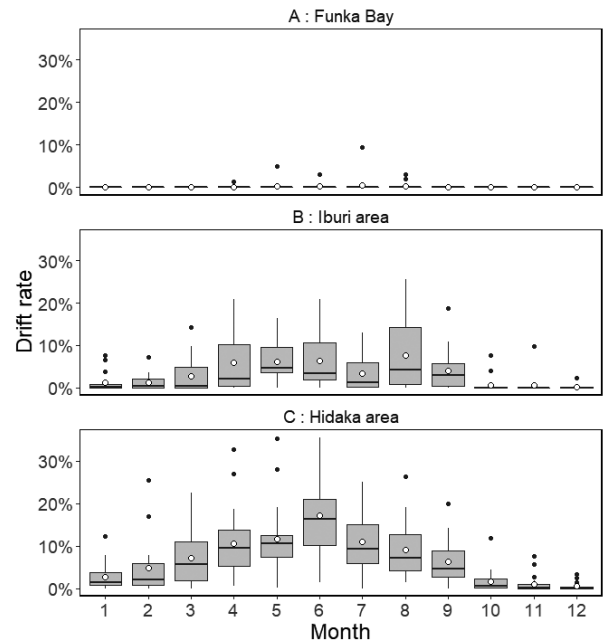 A : Funka Bay
30%
20%
10%
0%
B : Iburi area
30%
20%
10%
0%
Drift rate
C : Hidaka area
30%
20%
10%
0%
1 2 3 4 5 6 7 8 9 10 11 12
Month